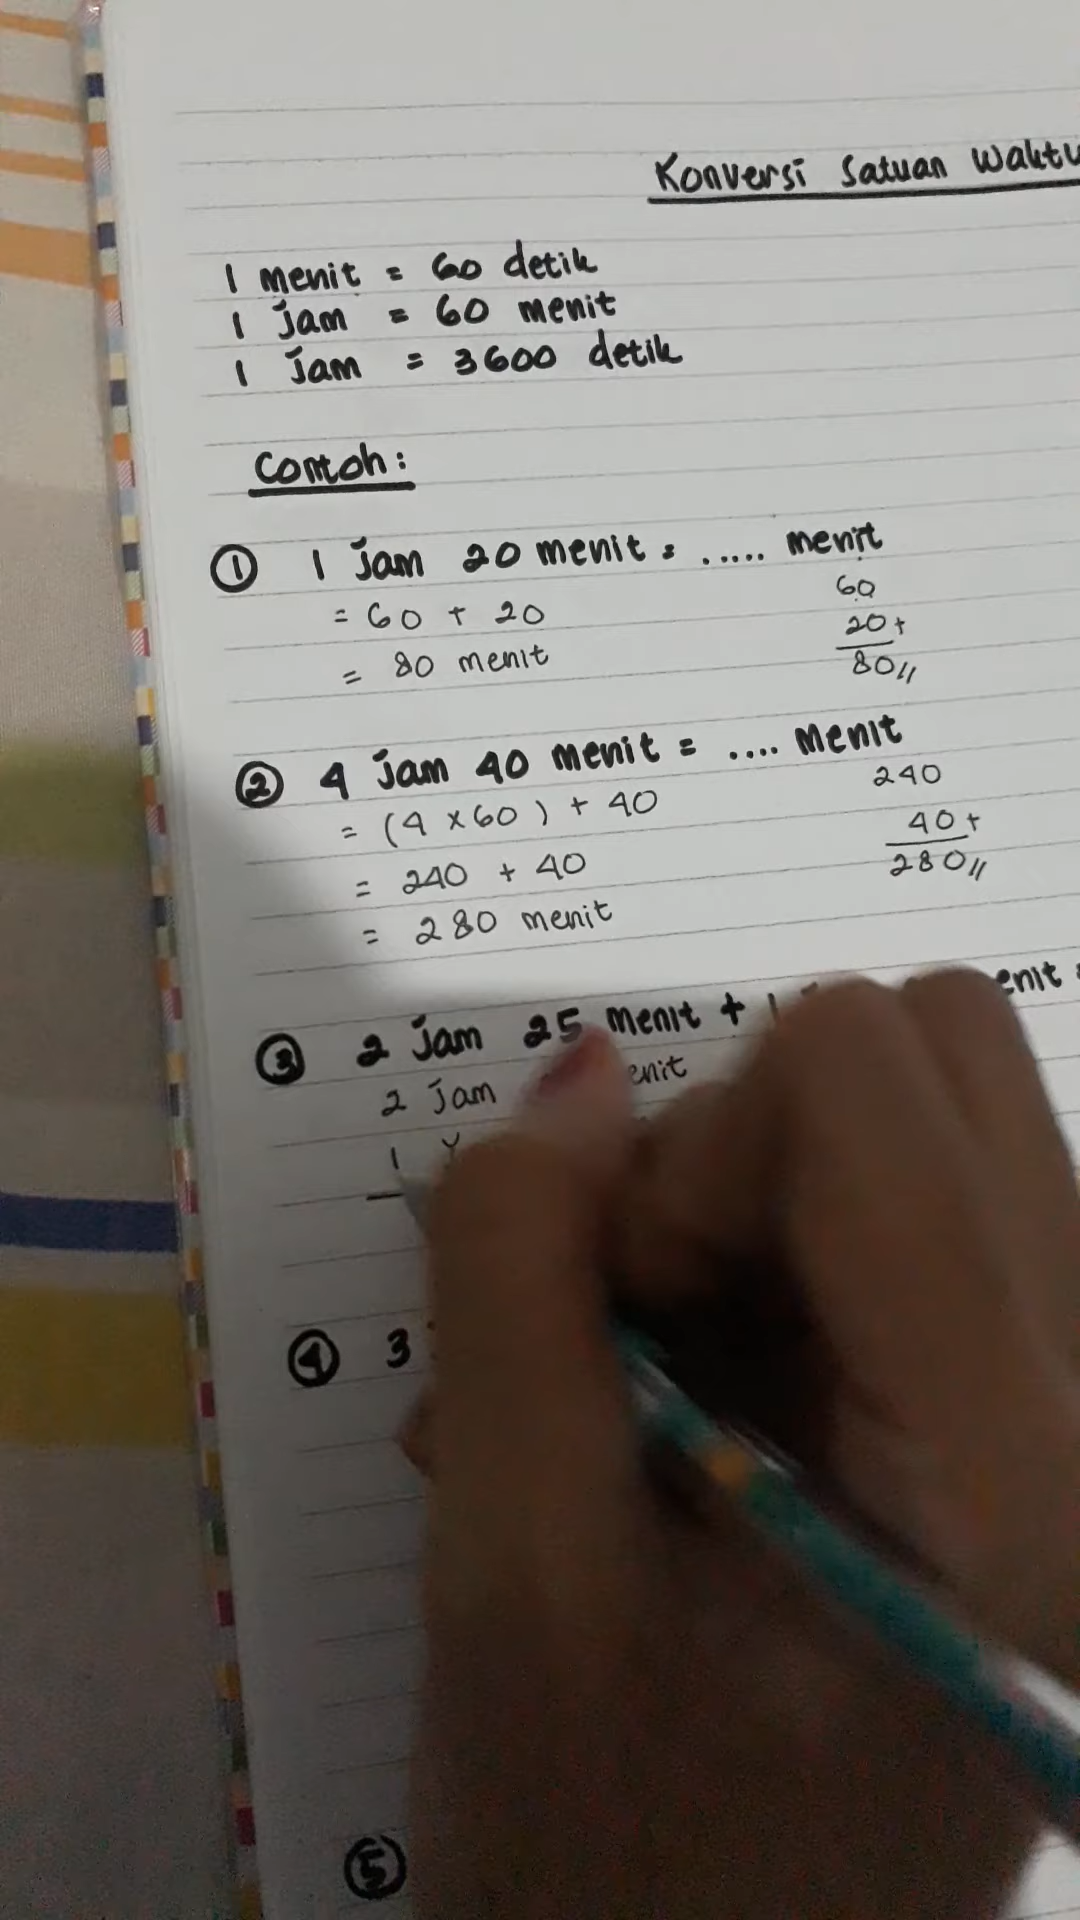 Konversi Satuan Waktu
1 menit = 60 detik
1 jam = 60 menit
1 Jam = 3600 detik
Contoh:
① 1 jam 20 menit = ..... menit
= 60 + 20
60
20 +
= 80 menit
80 //
② 4 jam 40 menit = .... menit
= (4 x 60) + 40
240
40 +
= 240 + 40
280 //
= 280 menit
③ 2 jam 25 menit + 1
2 Jam
1
④ 3
⑤